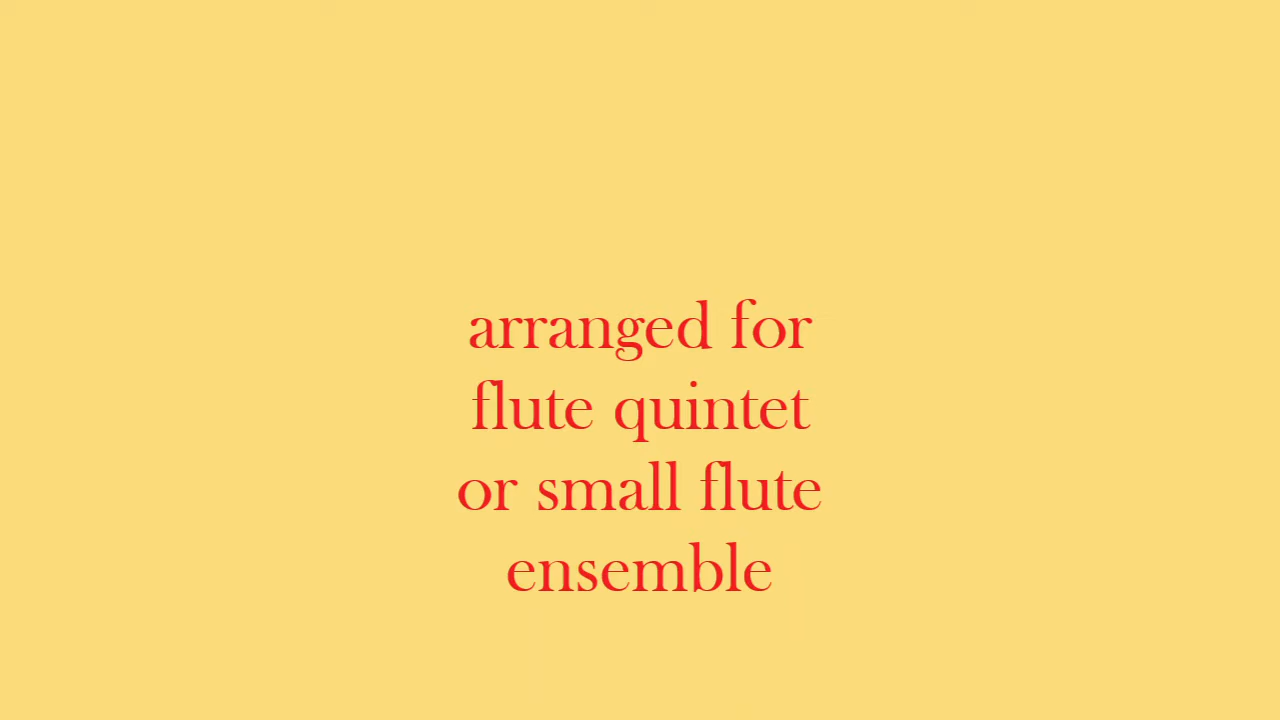 arranged for
flute quintet
or small flute
ensemble